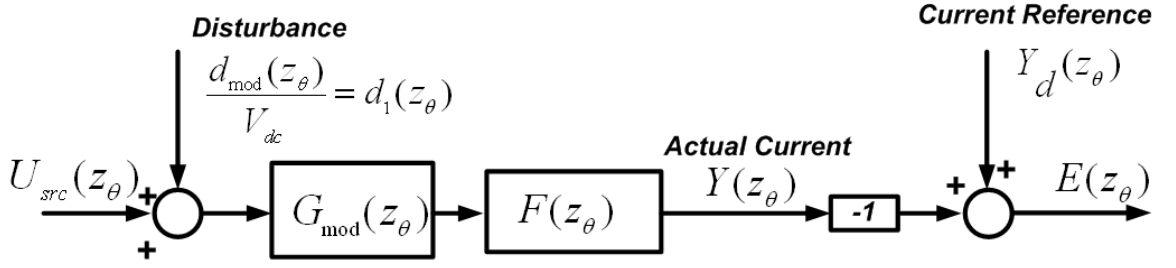 Disturbance
Current Reference
d_mod(z_θ)/V_dc = d_1(z_θ)
Y_d(z_θ)
Actual Current
U_src(z_θ)
+
+
G_mod(z_θ)
F(z_θ)
Y(z_θ)
-1
+
+
E(z_θ)